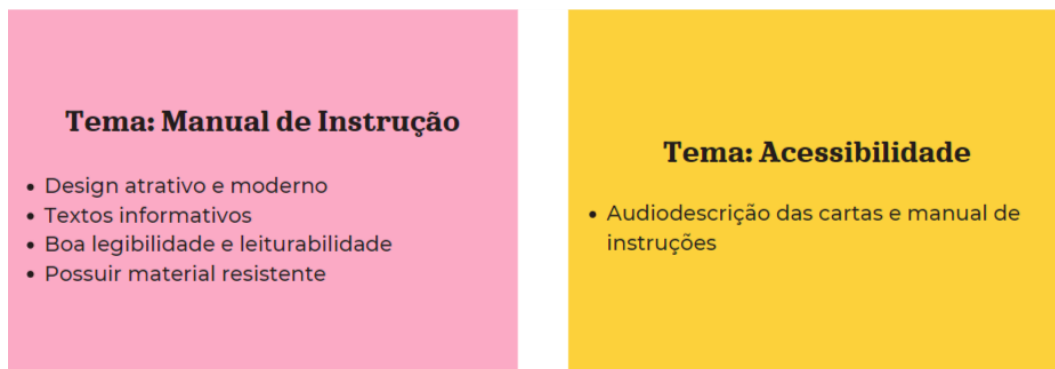 Tema: Manual de Instrução
• Design atrativo e moderno
• Textos informativos
• Boa legibilidade e leiturabilidade
• Possuir material resistente
Tema: Acessibilidade
• Audiodescrição das cartas e manual de
instruções